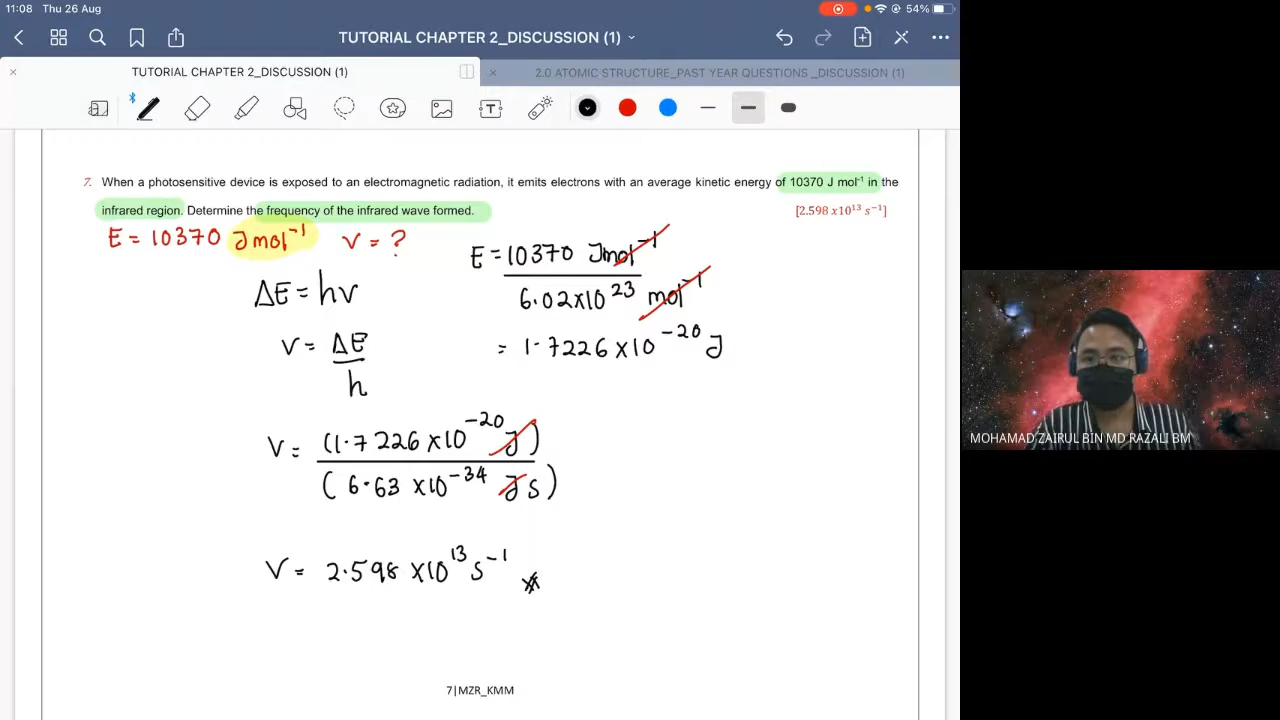 11:08 Thu 26 Aug
54%
TUTORIAL CHAPTER 2_DISCUSSION (1)
TUTORIAL CHAPTER 2_DISCUSSION (1)
2.0 ATOMIC STRUCTURE_PAST YEAR QUESTIONS _DISCUSSION (1)
7. When a photosensitive device is exposed to an electromagnetic radiation, it emits electrons with an average kinetic energy of 10370 J mol⁻¹ in the
infrared region. Determine the frequency of the infrared wave formed.
[2.598 x10¹³ s⁻¹]
E = 10370 Jmol⁻¹ V = ?
E = 10370 Jmol⁻¹
6.02×10²³ mol⁻¹
= 1.7226 ×10⁻²⁰ J
ΔE = hv
V = ΔE
h
V = (1.7226 ×10⁻²⁰ J)
(6.63 ×10⁻³⁴ J s)
V = 2.598 ×10¹³ s⁻¹
7|MZR_KMM
MOHAMAD ZAIRUL BIN MD RAZALI BM